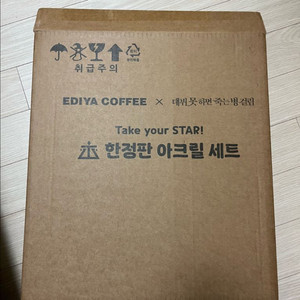 취급주의
EDIYA COFFEE × 데뷔 못 하면 죽는 병 걸림
Take your STAR!
한정판 아크릴 세트